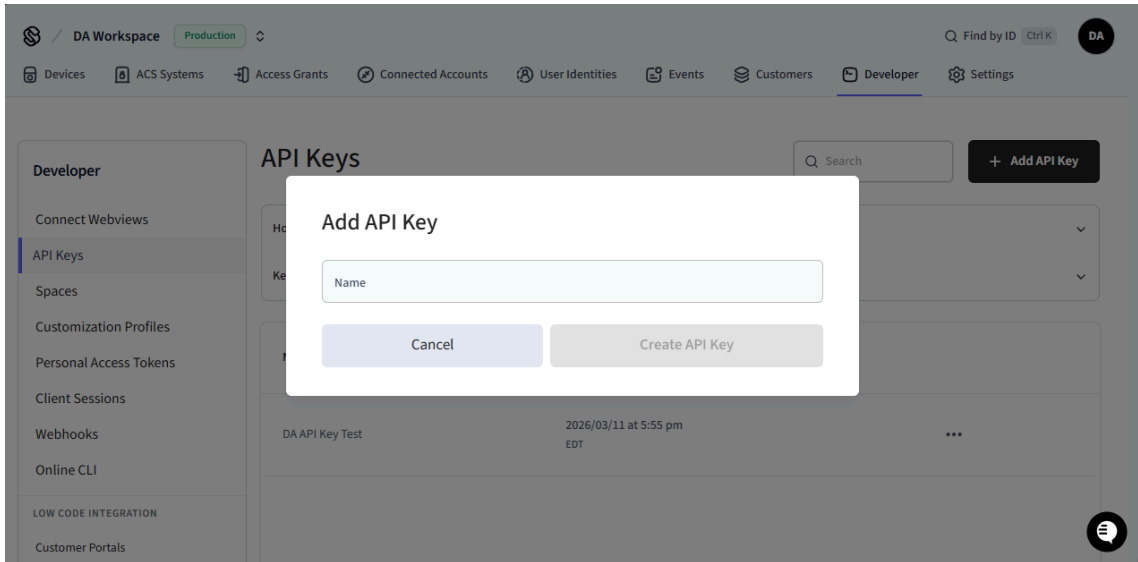 / DA Workspace Production
Find by ID Ctrl K DA
Devices ACS Systems Access Grants Connected Accounts User Identities Events Customers Developer Settings
Developer
Connect Webviews
API Keys
Spaces
Customization Profiles
Personal Access Tokens
Client Sessions
Webhooks
Online CLI
LOW CODE INTEGRATION
Customer Portals
API Keys
Search
+ Add API Key
Add API Key
Name
Cancel
Create API Key
DA API Key Test
2026/03/11 at 5:55 pm
EDT